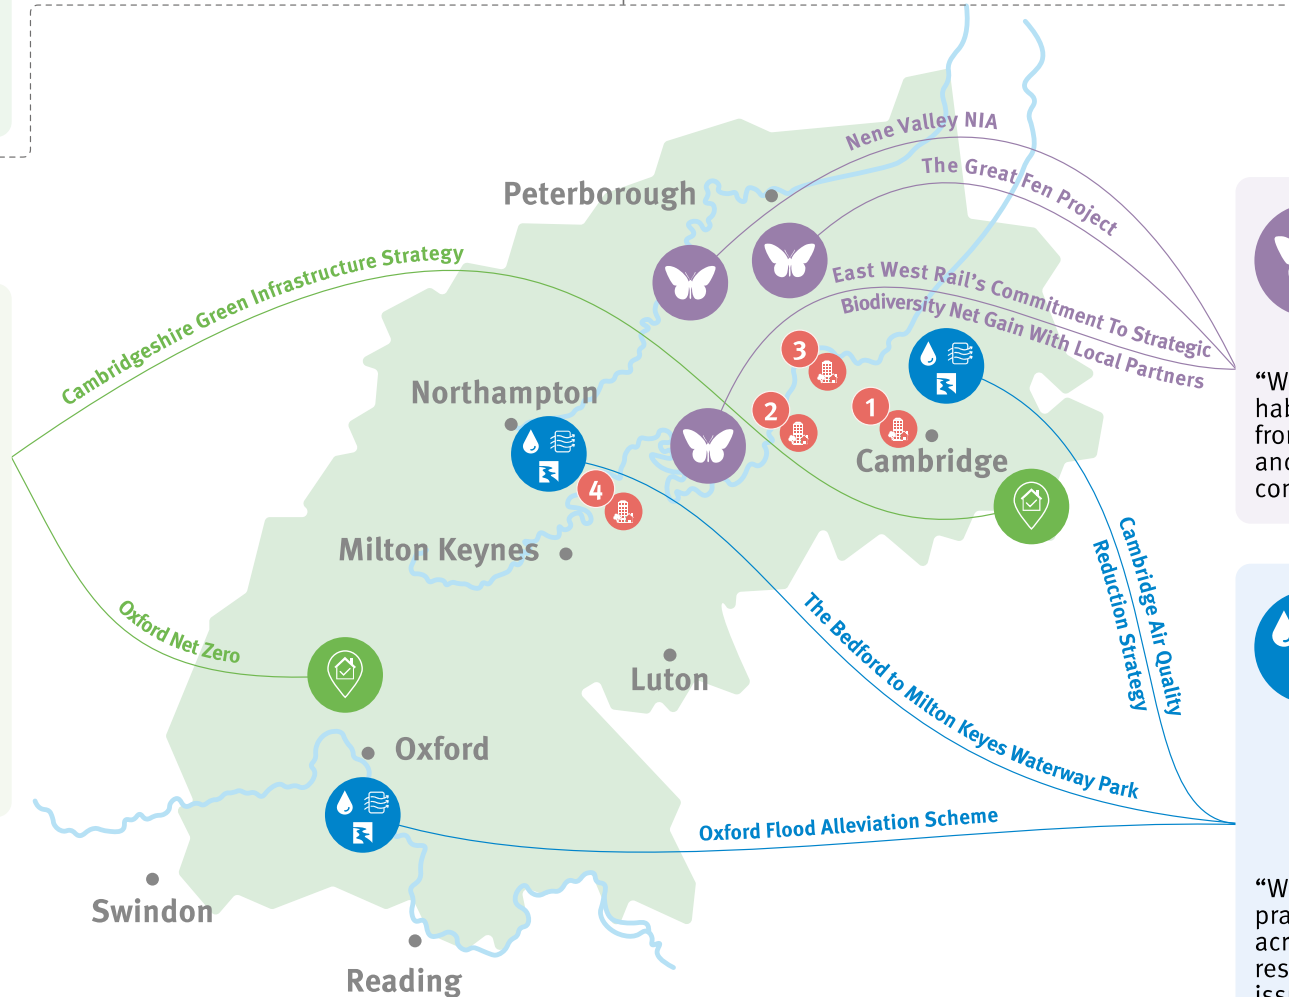 Nene Valley NIA
The Great Fen Project
Peterborough
East West Rail's Commitment To Strategic
Biodiversity Net Gain With Local Partners
Cambridgeshire Green Infrastructure Strategy
3
Northampton
2
1
Cambridge
4
Milton Keynes
Cambridge Air Quality
Reduction Strategy
Oxford Net Zero
The Bedford to Milton Keyes Waterway Park
Luton
Oxford
Oxford Flood Alleviation Scheme
Swindon
Reading